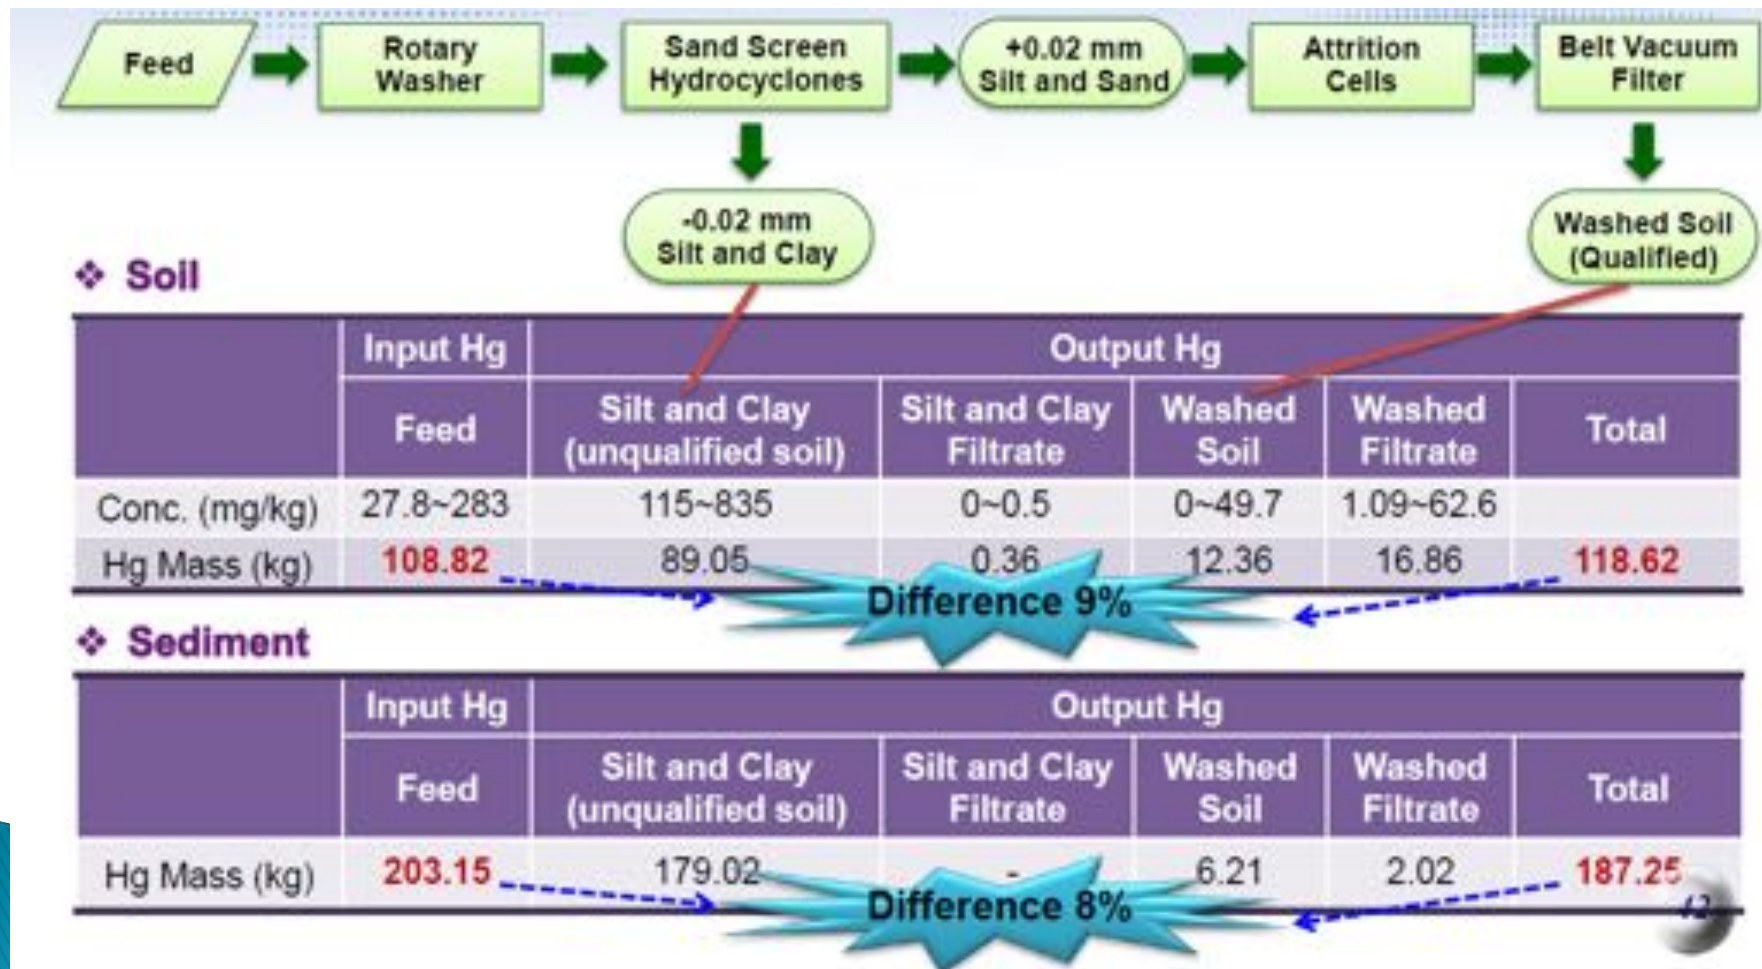 Feed
Rotary
Washer
Sand Screen
Hydrocyclones
+0.02 mm
Silt and Sand
Attrition
Cells
Belt Vacuum
Filter
-0.02 mm
Silt and Clay
Washed Soil
(Qualified)
❖ Soil
Input Hg Output Hg
Feed Silt and Clay (unqualified soil) Silt and Clay Filtrate Washed Soil Washed Filtrate Total
Conc. (mg/kg) 27.8~283 115~835 0~0.5 0~49.7 1.09~62.6
Hg Mass (kg) 108.82 89.05 0.36 12.36 16.86 118.62
Difference 9%
❖ Sediment
Input Hg Output Hg
Feed Silt and Clay (unqualified soil) Silt and Clay Filtrate Washed Soil Washed Filtrate Total
Hg Mass (kg) 203.15 179.02 - 6.21 2.02 187.25
Difference 8%